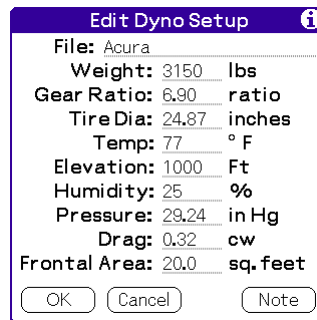 Edit Dyno Setup i
File: Acura
Weight: 3150 lbs
Gear Ratio: 6.90 ratio
Tire Dia: 24.87 inches
Temp: 77 ° F
Elevation: 1000 Ft
Humidity: 25 %
Pressure: 29.24 in Hg
Drag: 0.32 cw
Frontal Area: 20.0 sq. feet
OK Cancel Note